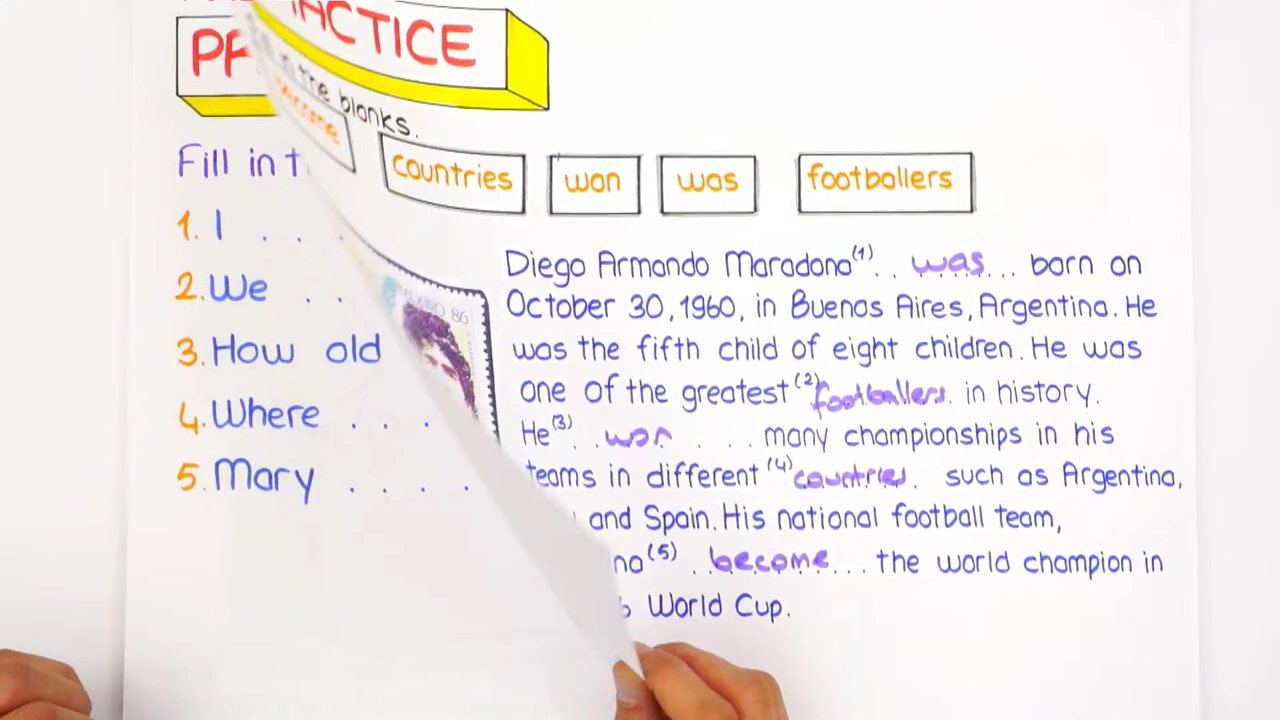 ACTICE
PR
in the blanks.
Fill in t
countries
won
was
footballers
1. I . . .
2. We . .
3. How old
4. Where . . .
5. Mary . . . .
86
Diego Armando Maradona(1). . was. . . born on
October 30, 1960, in Buenos Aires, Argentina. He
was the fifth child of eight children. He was
one of the greatest (2)footballers. in history.
He(3). . won . . . many championships in his
teams in different (4)countries. such as Argentina,
and Spain. His national football team,
(5) . . become. . . the world champion in
World Cup.